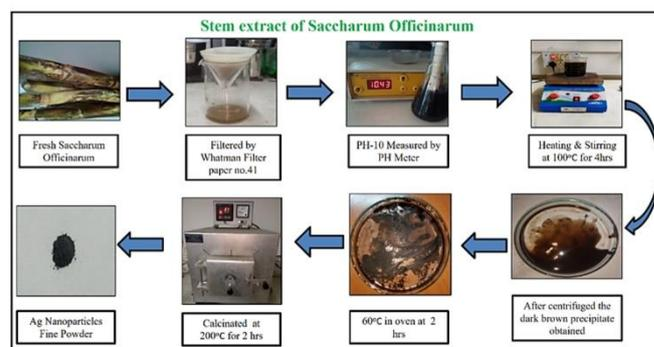 Stem extract of Saccharum Officinarum
Fresh Saccharum
Officinarum
Filtered by
Whatman Filter
paper no.41
1043
PH-10 Measured by
PH Meter
Heating & Stirring
at 100°C for 4hrs
Ag Nanoparticles
Fine Powder
Calcinated at
200°C for 2 hrs
60°C in oven at 2
hrs
After centrifuged the
dark brown precipitate
obtained